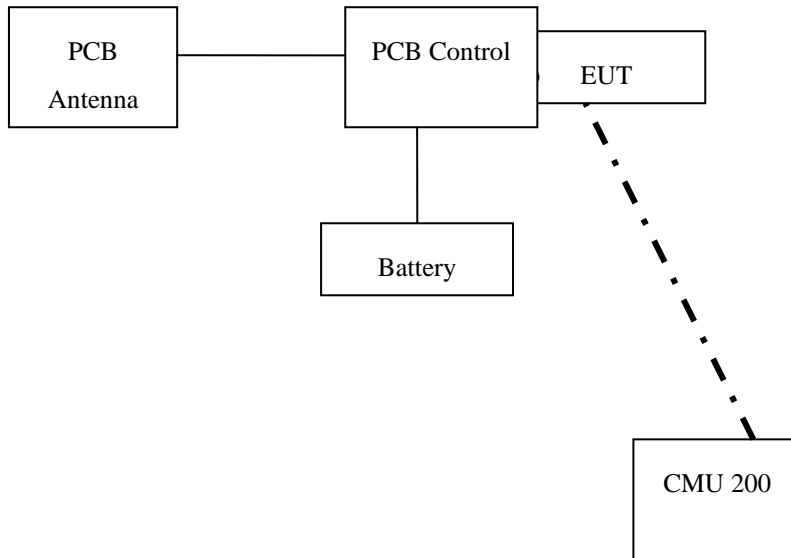 PCB
Antenna
PCB Control
EUT
Battery
CMU 200